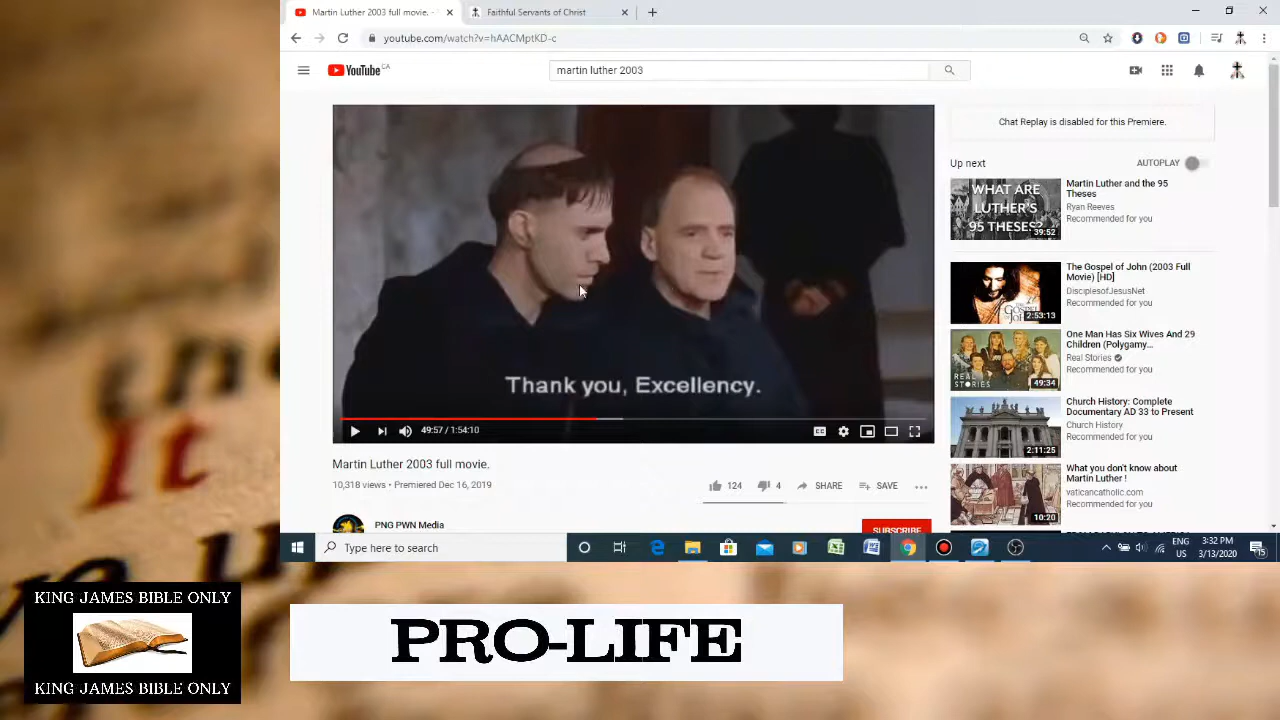 Martin Luther 2003 full movie. -
Faithful Servants of Christ
youtube.com/watch?v=hAACMptKD-c
YouTube CA
martin luther 2003
Chat Replay is disabled for this Premiere.
Up next
AUTOPLAY
WHAT ARE
LUTHER'S
95 THESES?
39:52
Martin Luther and the 95
Theses
Ryan Reeves
Recommended for you
2:53:13
The Gospel of John (2003 Full
Movie) [HD]
DisciplesofJesusNet
Recommended for you
REAL
STORIES
49:34
One Man Has Six Wives And 29
Children (Polygamy...
Real Stories
Recommended for you
2:11:25
Church History: Complete
Documentary AD 33 to Present
Church History
Recommended for you
10:20
What you don't know about
Martin Luther !
vaticancatholic.com
Recommended for you
Thank you, Excellency.
49:57 / 1:54:10
CC
Martin Luther 2003 full movie.
10,318 views • Premiered Dec 16, 2019
124
4
SHARE
SAVE
PNG PWN Media
SUBSCRIBE
Type here to search
ENG
US
3:32 PM
3/13/2020
15
the
It
KING JAMES BIBLE ONLY
KING JAMES BIBLE ONLY
PRO-LIFE